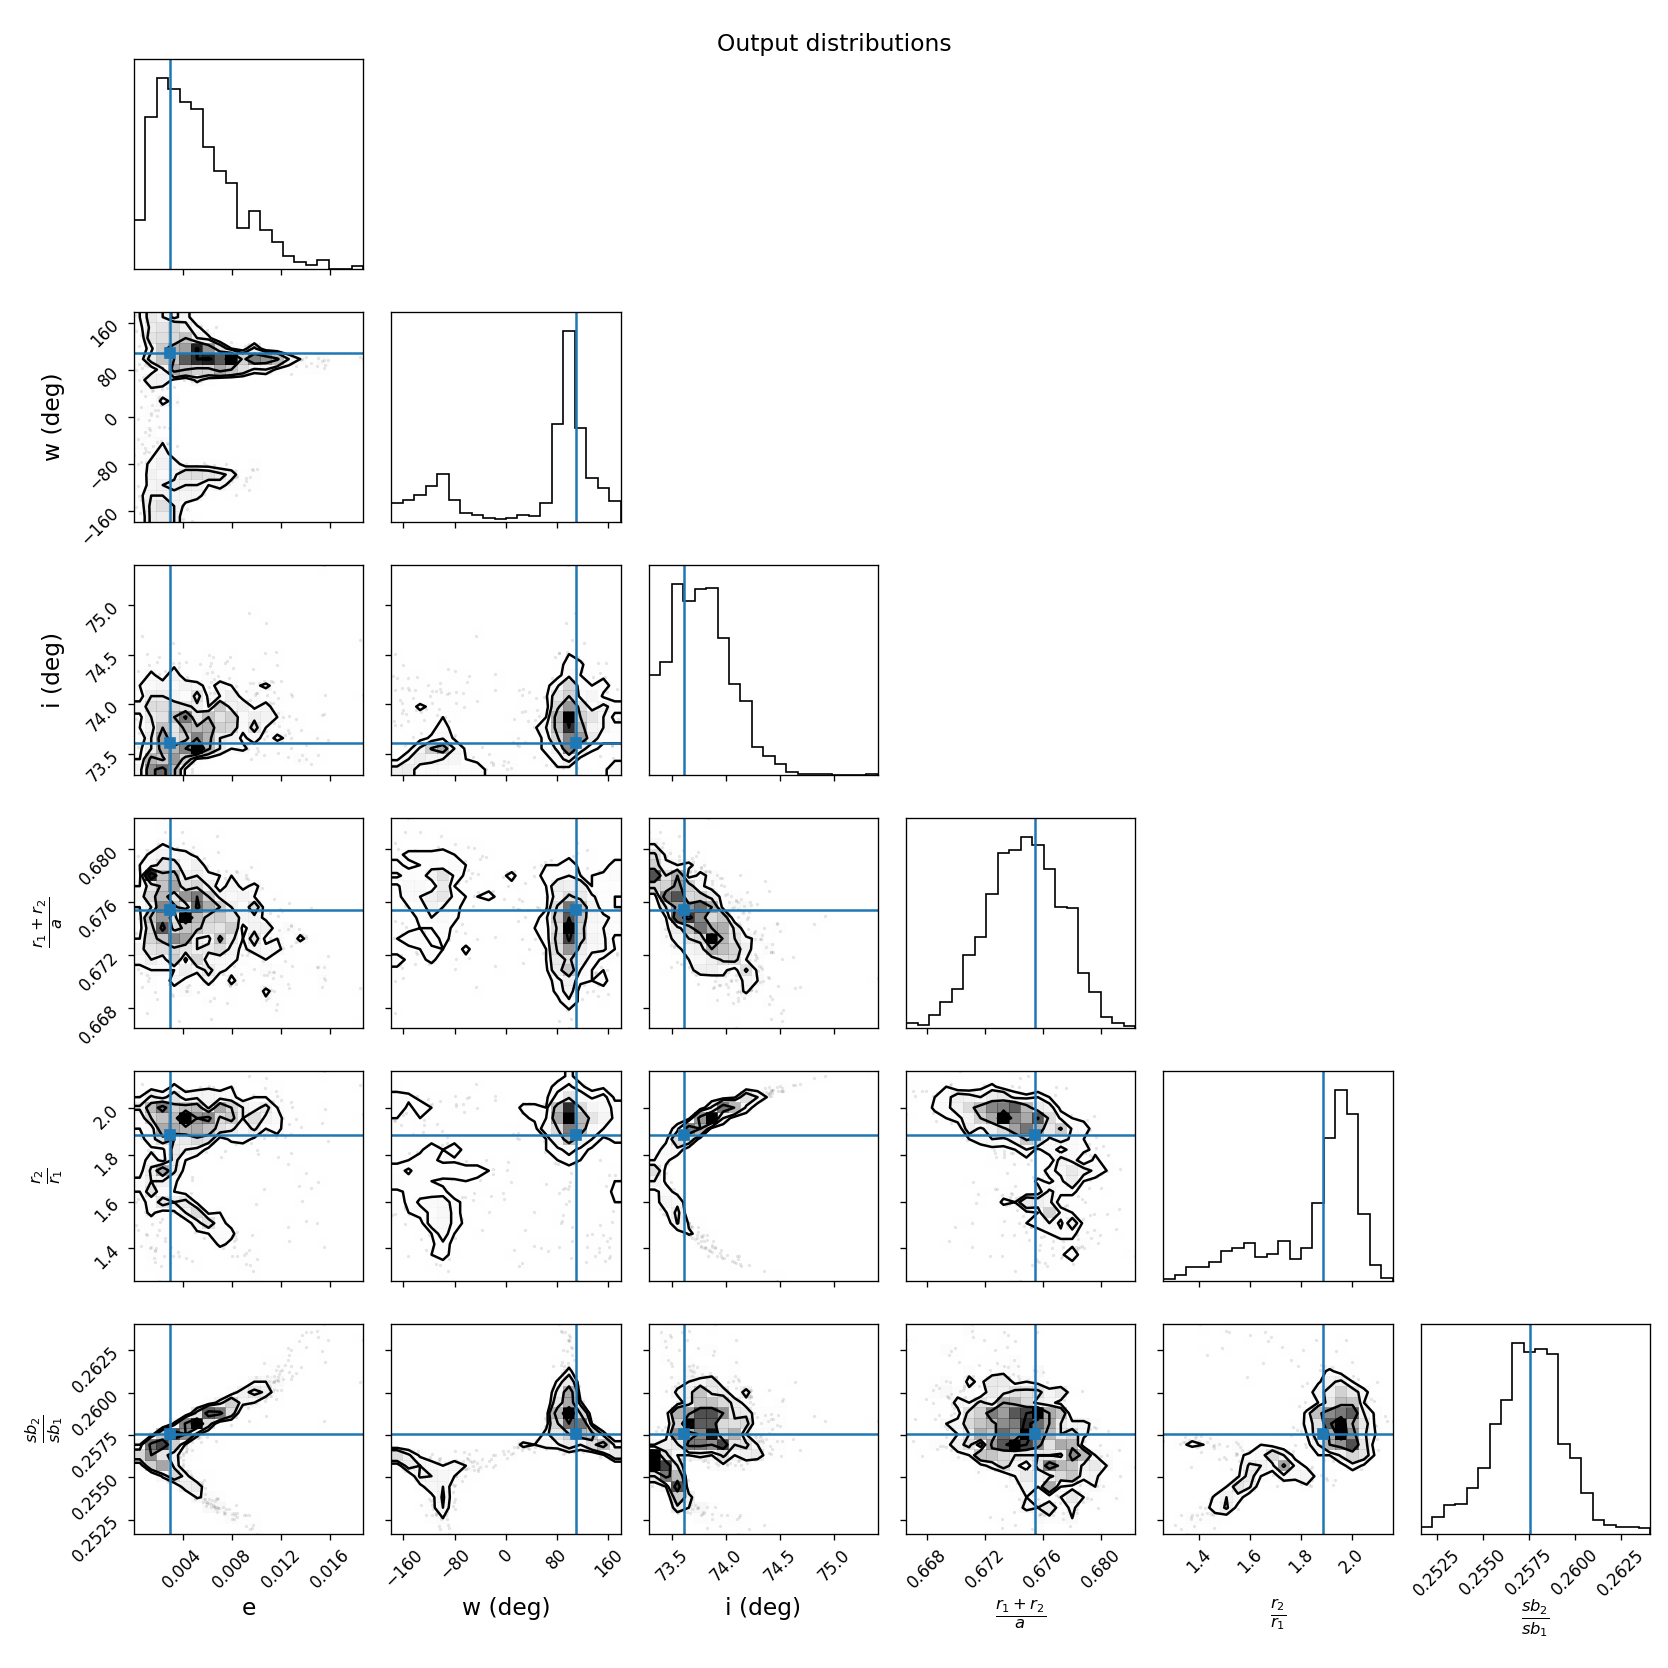 Output distributions
w (deg)
160
80
0
−80
−160
i (deg)
75.0
74.5
74.0
73.5
r₁ + r₂
a
0.680
0.676
0.672
0.668
r₂
r₁
2.0
1.8
1.6
1.4
sb₂
sb₁
0.2625
0.2600
0.2575
0.2550
0.2525
0.004 0.008 0.012 0.016
−160 −80 0 80 160
73.5 74.0 74.5 75.0
0.668 0.672 0.676 0.680
1.4 1.6 1.8 2.0
0.2525 0.2550 0.2575 0.2600 0.2625
e
w (deg)
i (deg)
r₁ + r₂
a
r₂
r₁
sb₂
sb₁